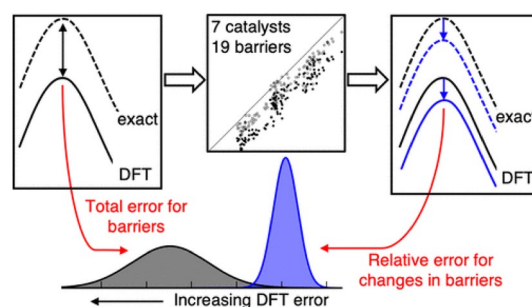 exact
DFT
7 catalysts
19 barriers
exact
DFT
Total error for
barriers
Relative error for
changes in barriers
Increasing DFT error